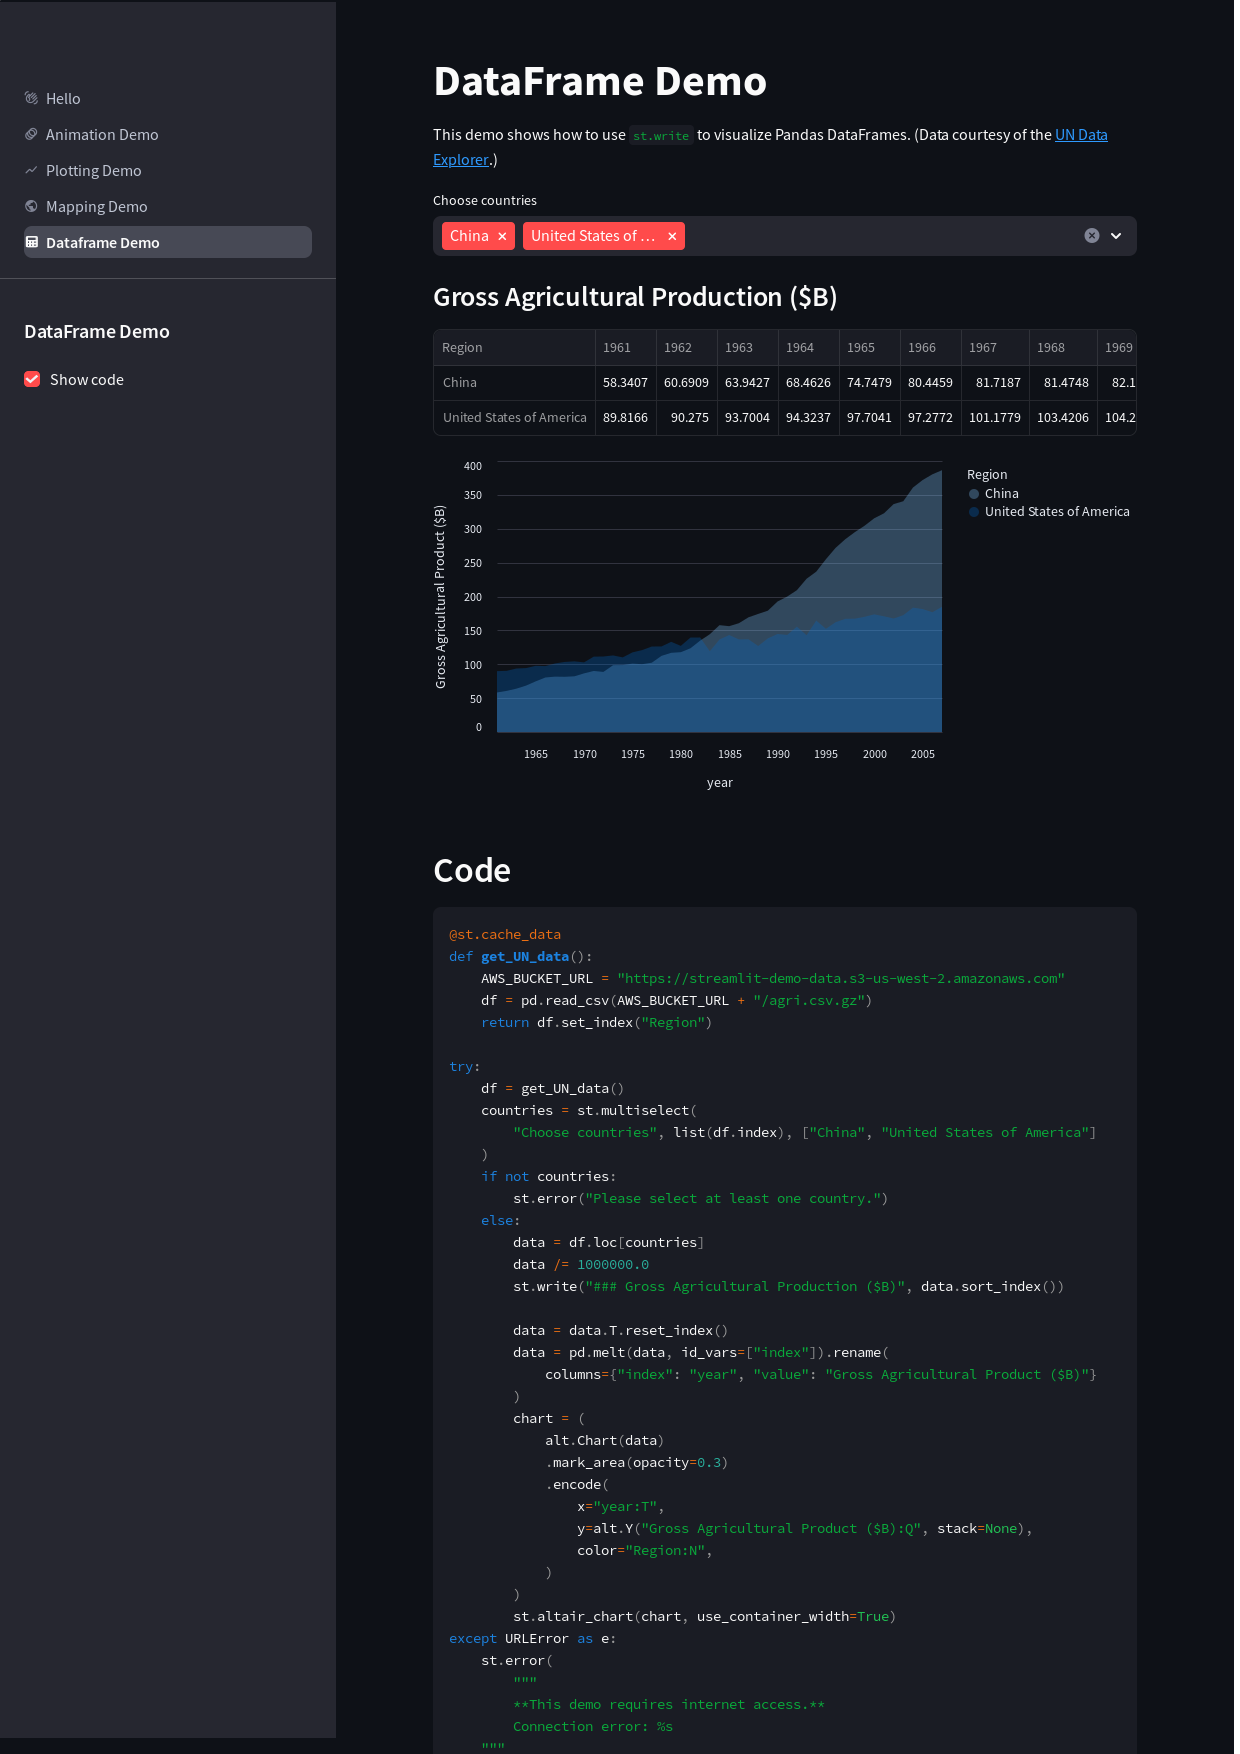 Hello
Animation Demo
Plotting Demo
Mapping Demo
Dataframe Demo
DataFrame Demo
Show code
DataFrame Demo
This demo shows how to use st.write to visualize Pandas DataFrames. (Data courtesy of the UN Data
Explorer.)
Choose countries
China × United States of ... ×
Gross Agricultural Production ($B)
Region 1961 1962 1963 1964 1965 1966 1967 1968 1969
China 58.3407 60.6909 63.9427 68.4626 74.7479 80.4459 81.7187 81.4748 82.1
United States of America 89.8166 90.275 93.7004 94.3237 97.7041 97.2772 101.1779 103.4206 104.2
Gross Agricultural Product ($B)
400
350
300
250
200
150
100
50
0
1965 1970 1975 1980 1985 1990 1995 2000 2005
year
Region
China
United States of America
Code
@st.cache_data
def get_UN_data():
    AWS_BUCKET_URL = "https://streamlit-demo-data.s3-us-west-2.amazonaws.com"
    df = pd.read_csv(AWS_BUCKET_URL + "/agri.csv.gz")
    return df.set_index("Region")
try:
    df = get_UN_data()
    countries = st.multiselect(
        "Choose countries", list(df.index), ["China", "United States of America"]
    )
    if not countries:
        st.error("Please select at least one country.")
    else:
        data = df.loc[countries]
        data /= 1000000.0
        st.write("### Gross Agricultural Production ($B)", data.sort_index())
        data = data.T.reset_index()
        data = pd.melt(data, id_vars=["index"]).rename(
            columns={"index": "year", "value": "Gross Agricultural Product ($B)"}
        )
        chart = (
            alt.Chart(data)
            .mark_area(opacity=0.3)
            .encode(
                x="year:T",
                y=alt.Y("Gross Agricultural Product ($B):Q", stack=None),
                color="Region:N",
            )
        )
        st.altair_chart(chart, use_container_width=True)
except URLError as e:
    st.error(
        """
        **This demo requires internet access.**
        Connection error: %s
    """